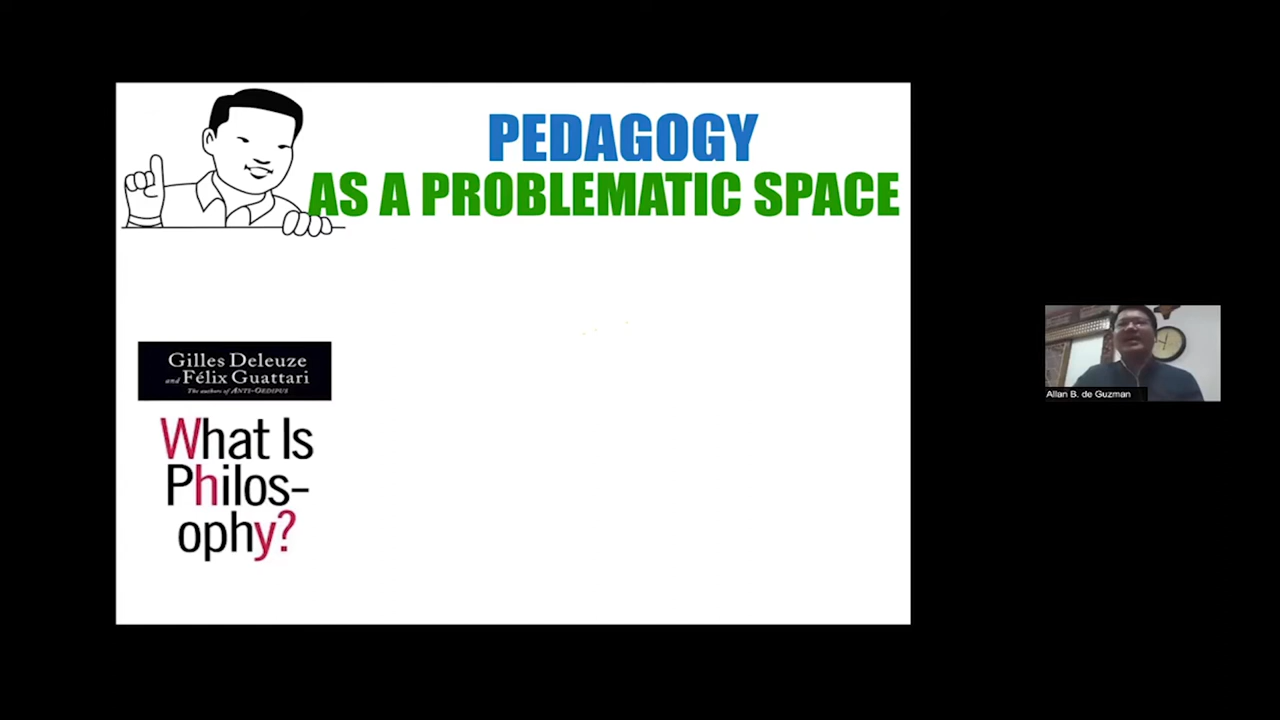 PEDAGOGY
AS A PROBLEMATIC SPACE
Gilles Deleuze
and Félix Guattari
The authors of ANTI-OEDIPUS
What Is
Philos-
ophy?
Allan B. de Guzman